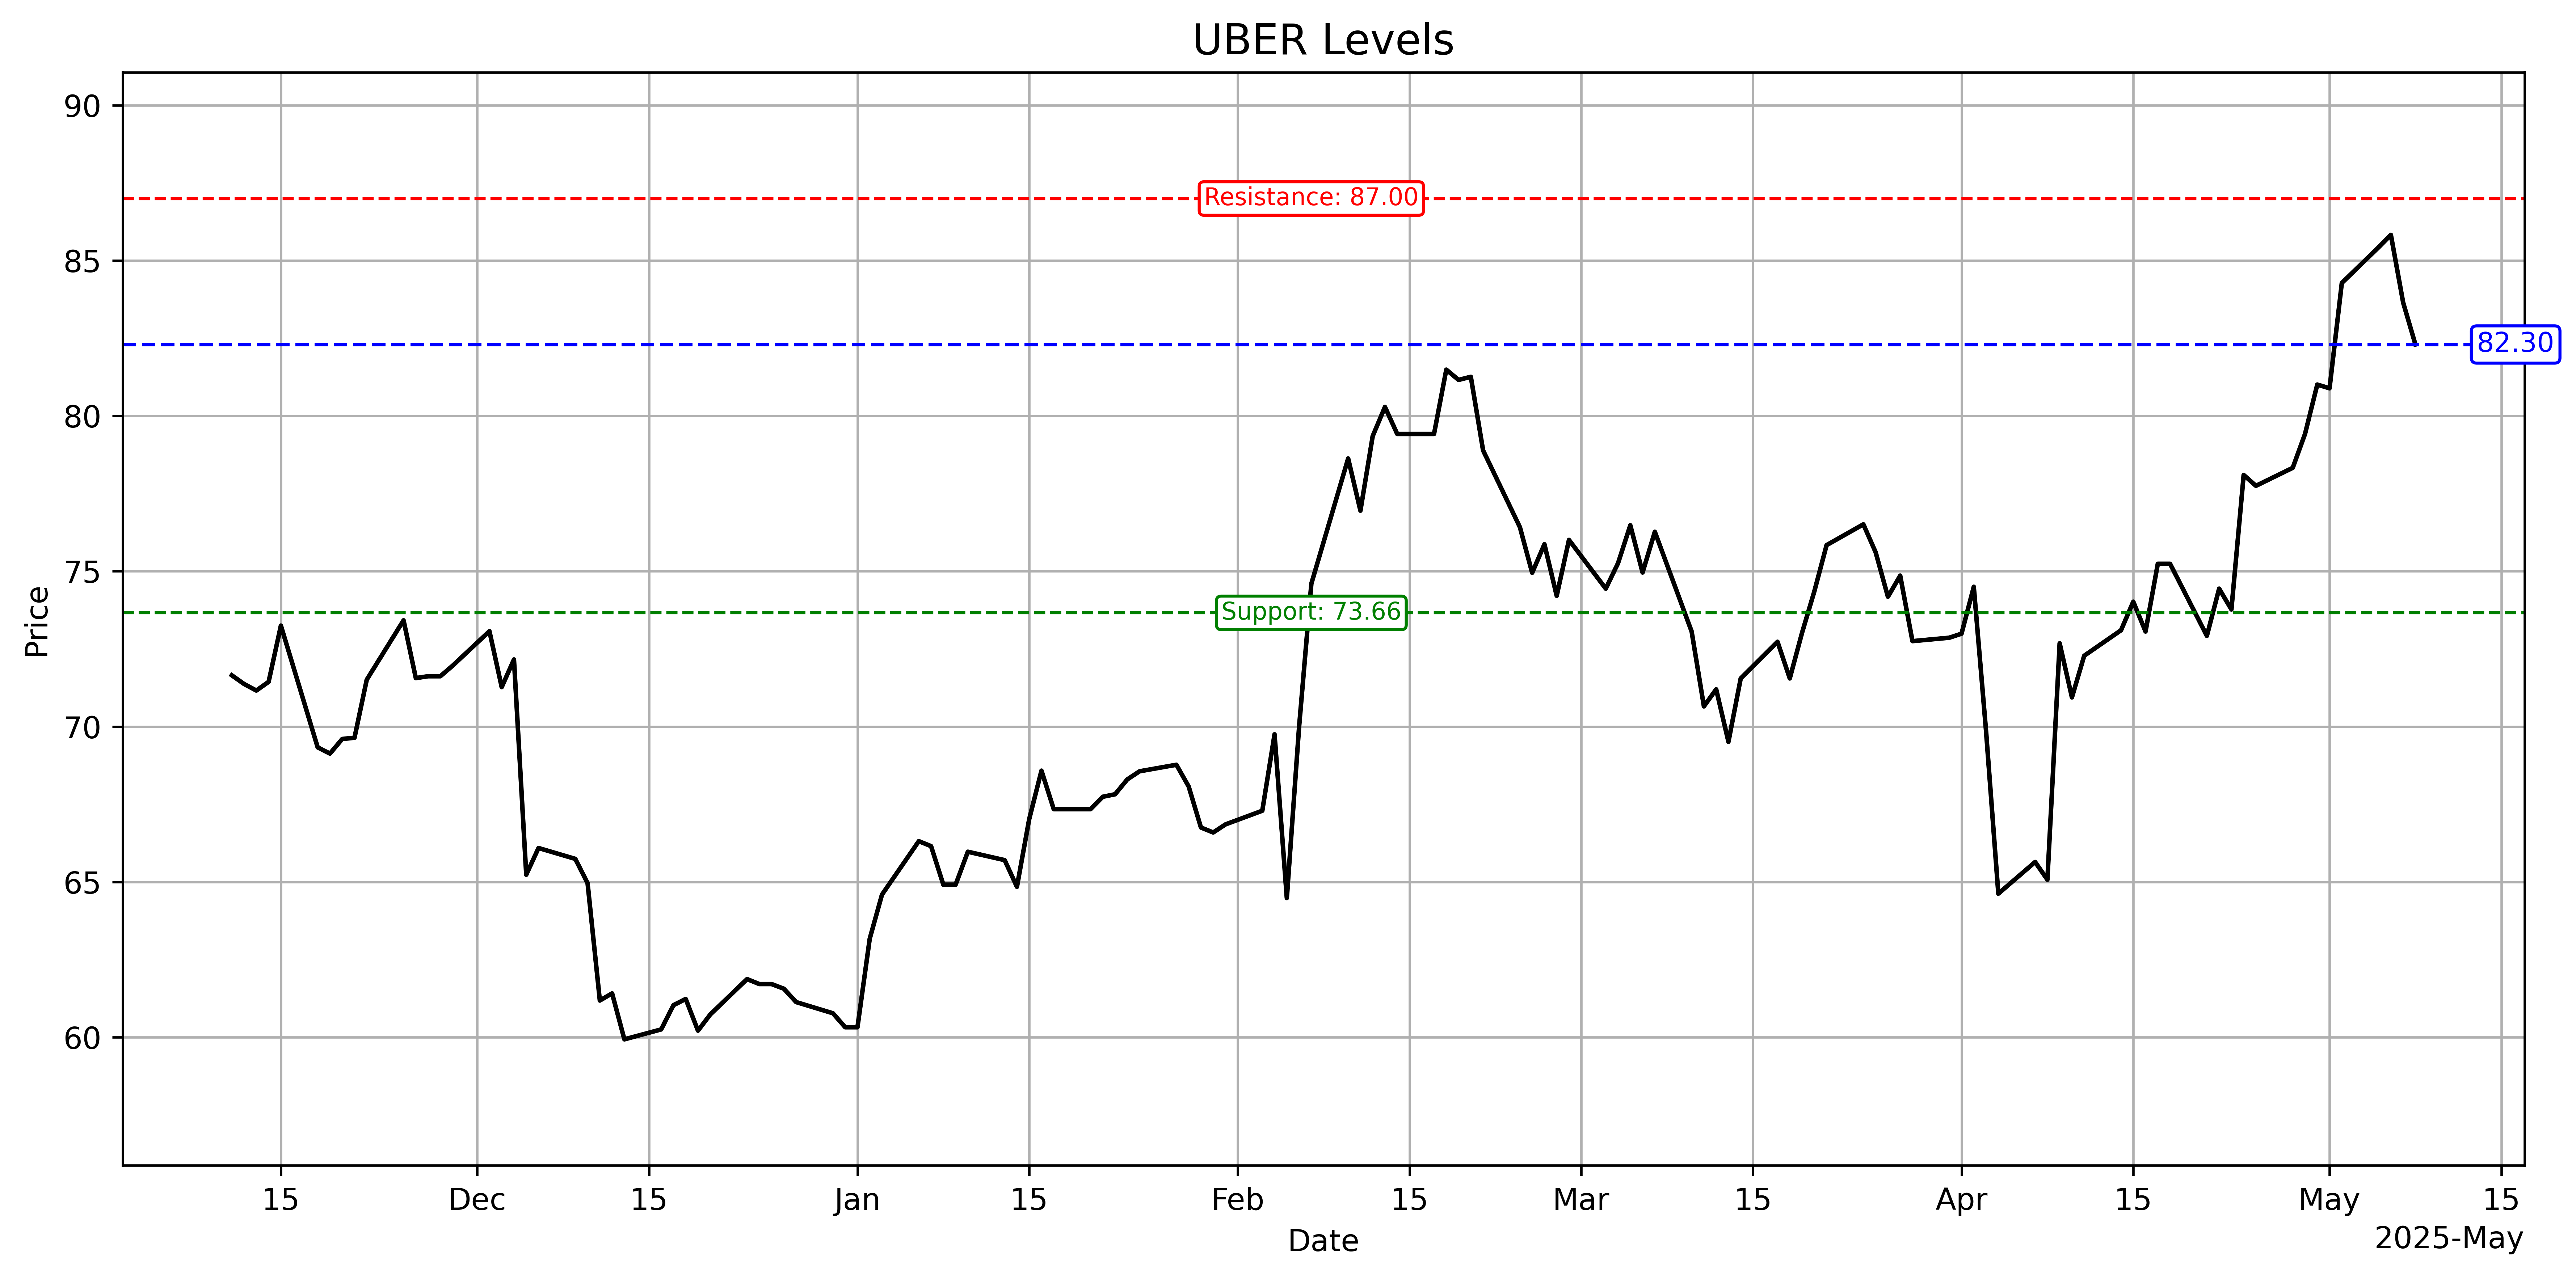 UBER Levels
90
Resistance: 87.00
85
82.30
80
75
Support: 73.66
70
65
60
Price
15
Dec
15
Jan
15
Feb
15
Mar
15
Apr
15
May
15
Date
2025-May